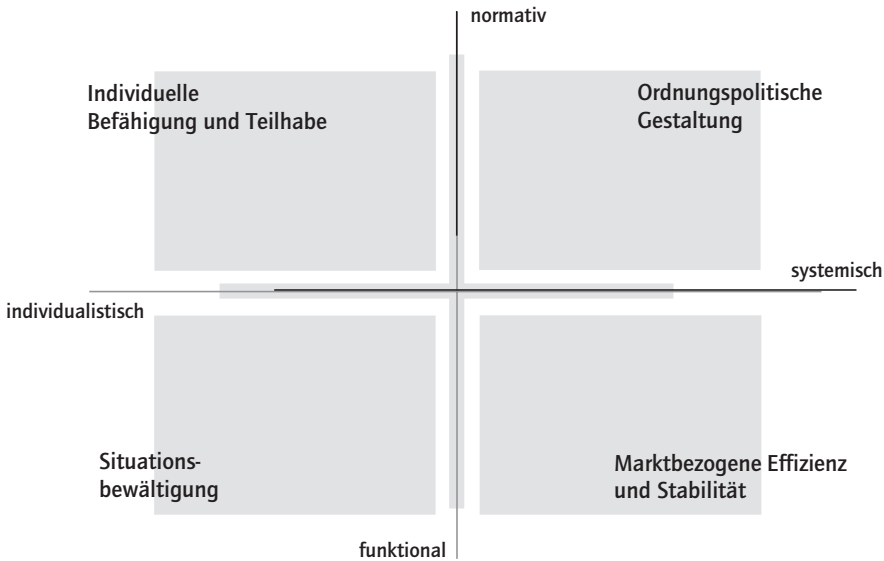 normativ
Individuelle
Befähigung und Teilhabe
Ordnungspolitische
Gestaltung
systemisch
individualistisch
Situations-
bewältigung
Marktbezogene Effizienz
und Stabilität
funktional